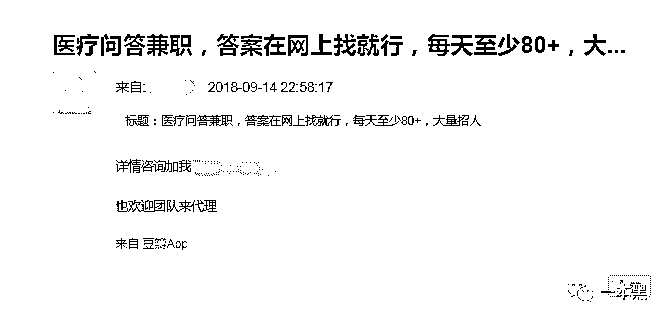 医疗问答兼职，答案在网上找就行，每天至少80+，大...
来自: 2018-09-14 22:58:17
标题：医疗问答兼职，答案在网上找就行，每天至少80+，大量招人
详情咨询加我
也欢迎团队来代理
来自 豆瓣App
一本黑